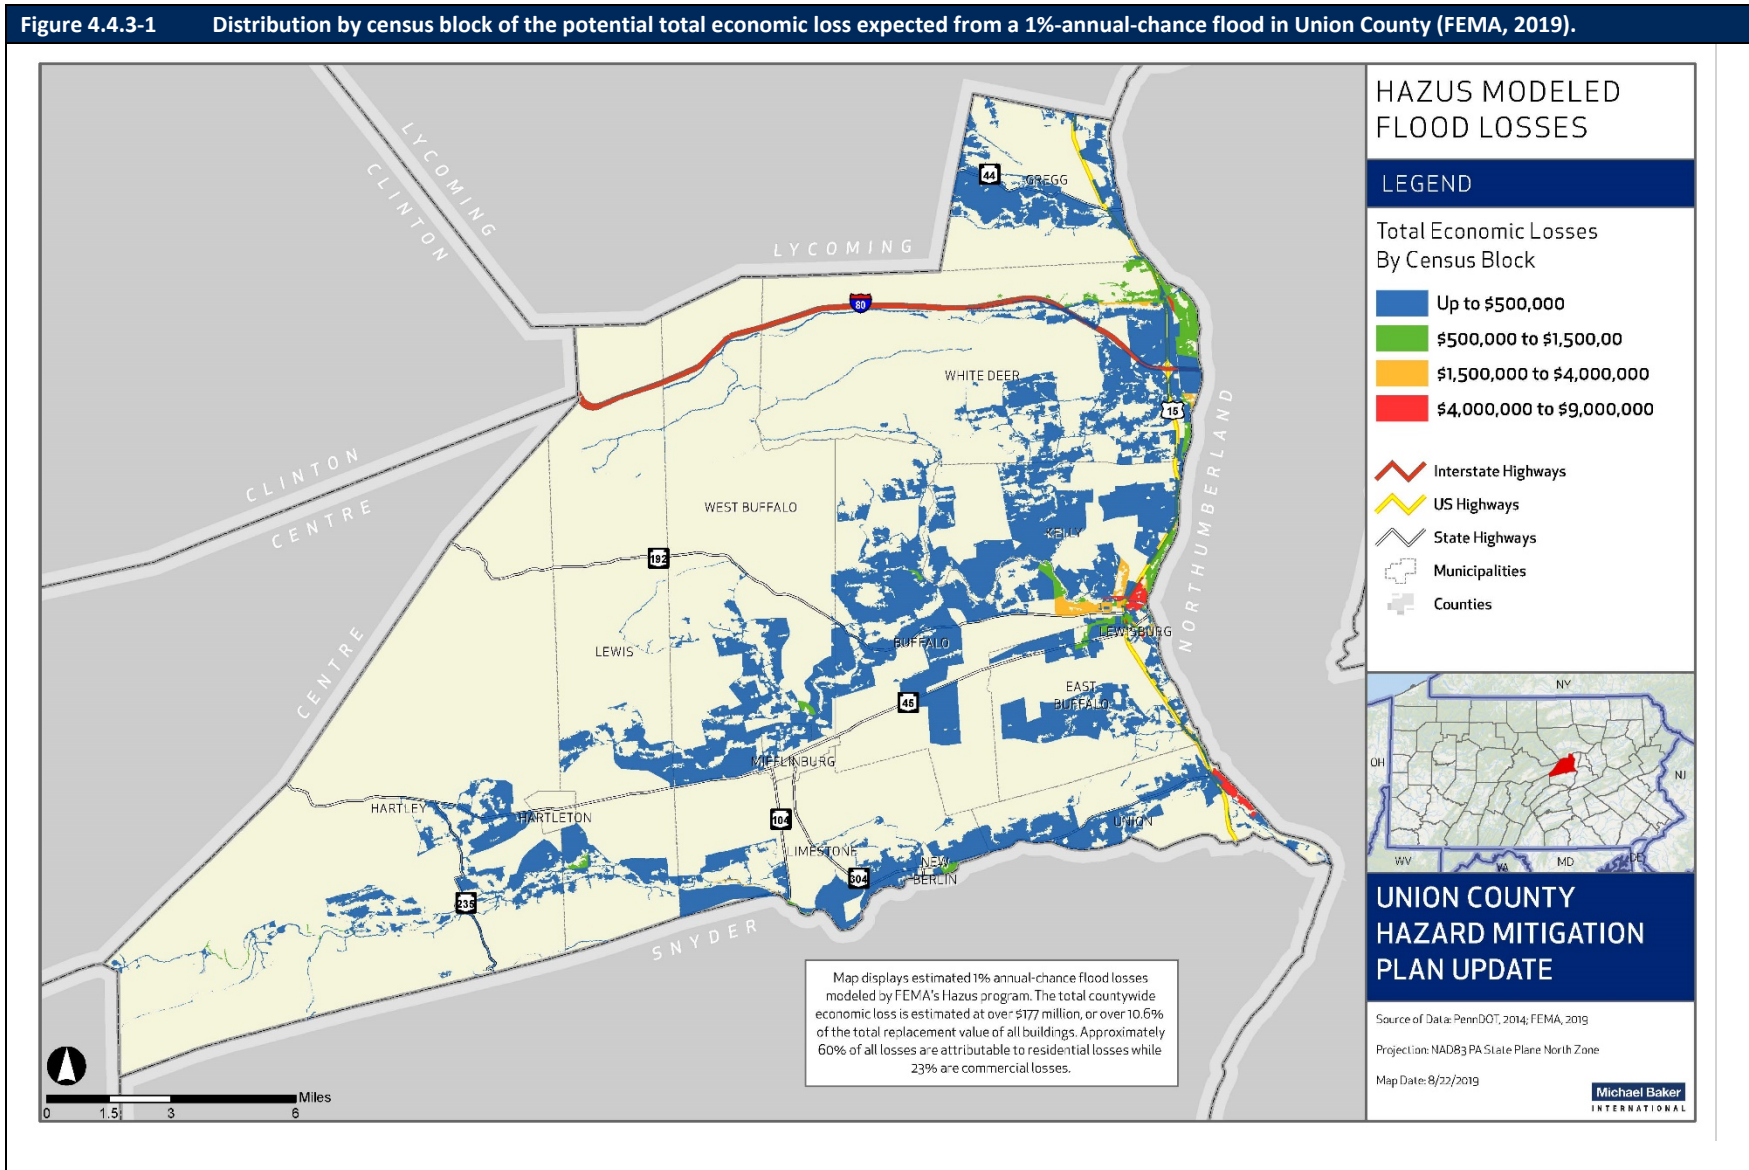 Figure 4.4.3-1 Distribution by census block of the potential total economic loss expected from a 1%-annual-chance flood in Union County (FEMA, 2019).
HAZUS MODELED
FLOOD LOSSES
LEGEND
Total Economic Losses
By Census Block
Up to $500,000
$500,000 to $1,500,00
$1,500,000 to $4,000,000
$4,000,000 to $9,000,000
Interstate Highways
US Highways
State Highways
Municipalities
Counties
NY
OH
NJ
WV
VA
MD
DE
UNION COUNTY
HAZARD MITIGATION
PLAN UPDATE
Source of Data: PennDOT, 2014; FEMA, 2019
Projection: NAD83 PA State Plane North Zone
Map Date: 8/22/2019
Michael Baker
INTERNATIONAL
LYCOMING
CLINTON
LYCOMING
CLINTON
CENTRE
CENTRE
NORTHUMBERLAND
SNYDER
44
GREGG
80
WHITE DEER
15
WEST BUFFALO
192
KELLY
LEWIS
BUFFALO
LEWISBURG
45
EAST
BUFFALO
MIFFLINBURG
HARTLEY
HARTLETON
104
UNION
LIMESTONE
NEW
BERLIN
304
235
Map displays estimated 1% annual-chance flood losses
modeled by FEMA's Hazus program. The total countywide
economic loss is estimated at over $177 million, or over 10.6%
of the total replacement value of all buildings. Approximately
60% of all losses are attributable to residential losses while
23% are commercial losses.
Miles
0 1.5 3 6